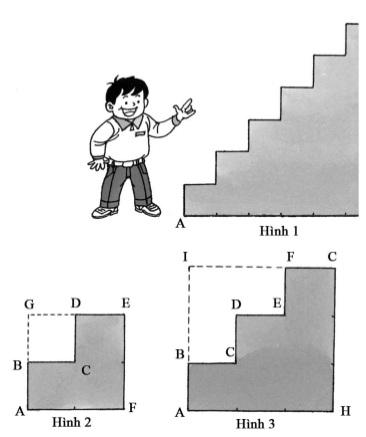 A
Hình 1
I F C
G D E
D E
B C
B C
A F
A H
Hình 2
Hình 3